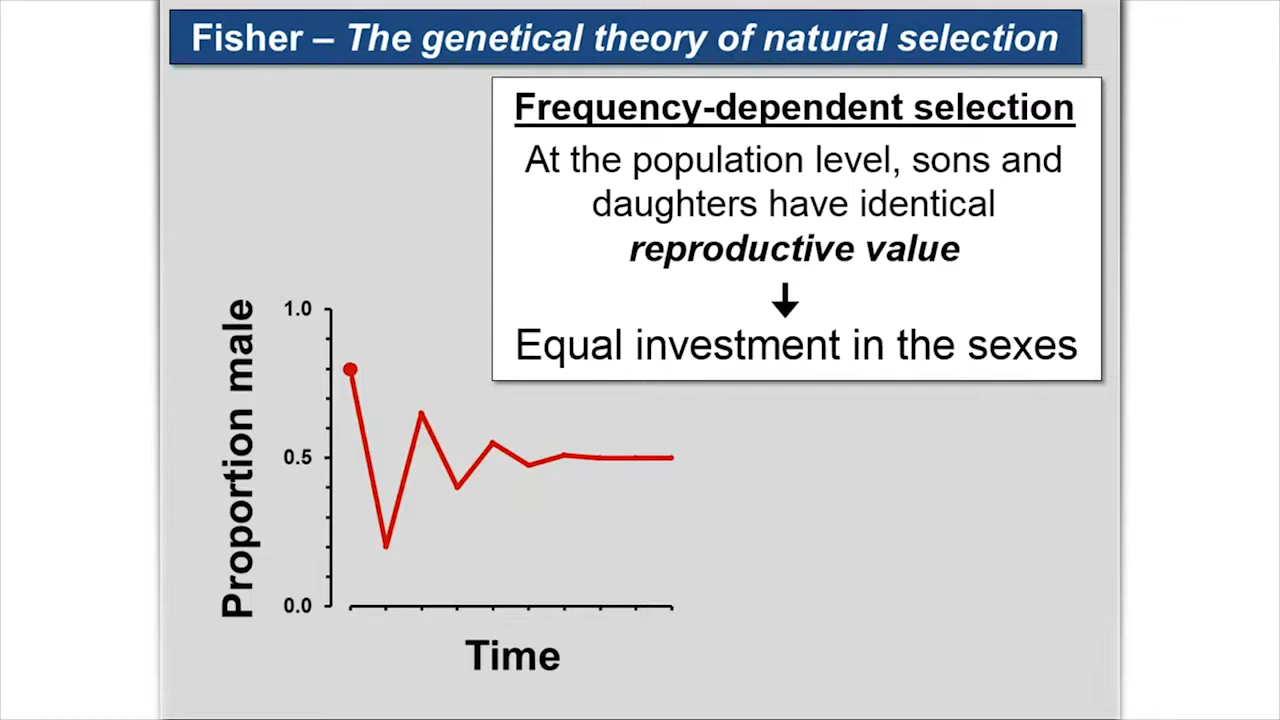 Fisher – The genetical theory of natural selection
Frequency-dependent selection
At the population level, sons and
daughters have identical
reproductive value
Equal investment in the sexes
Proportion male
1.0
0.5
0.0
Time